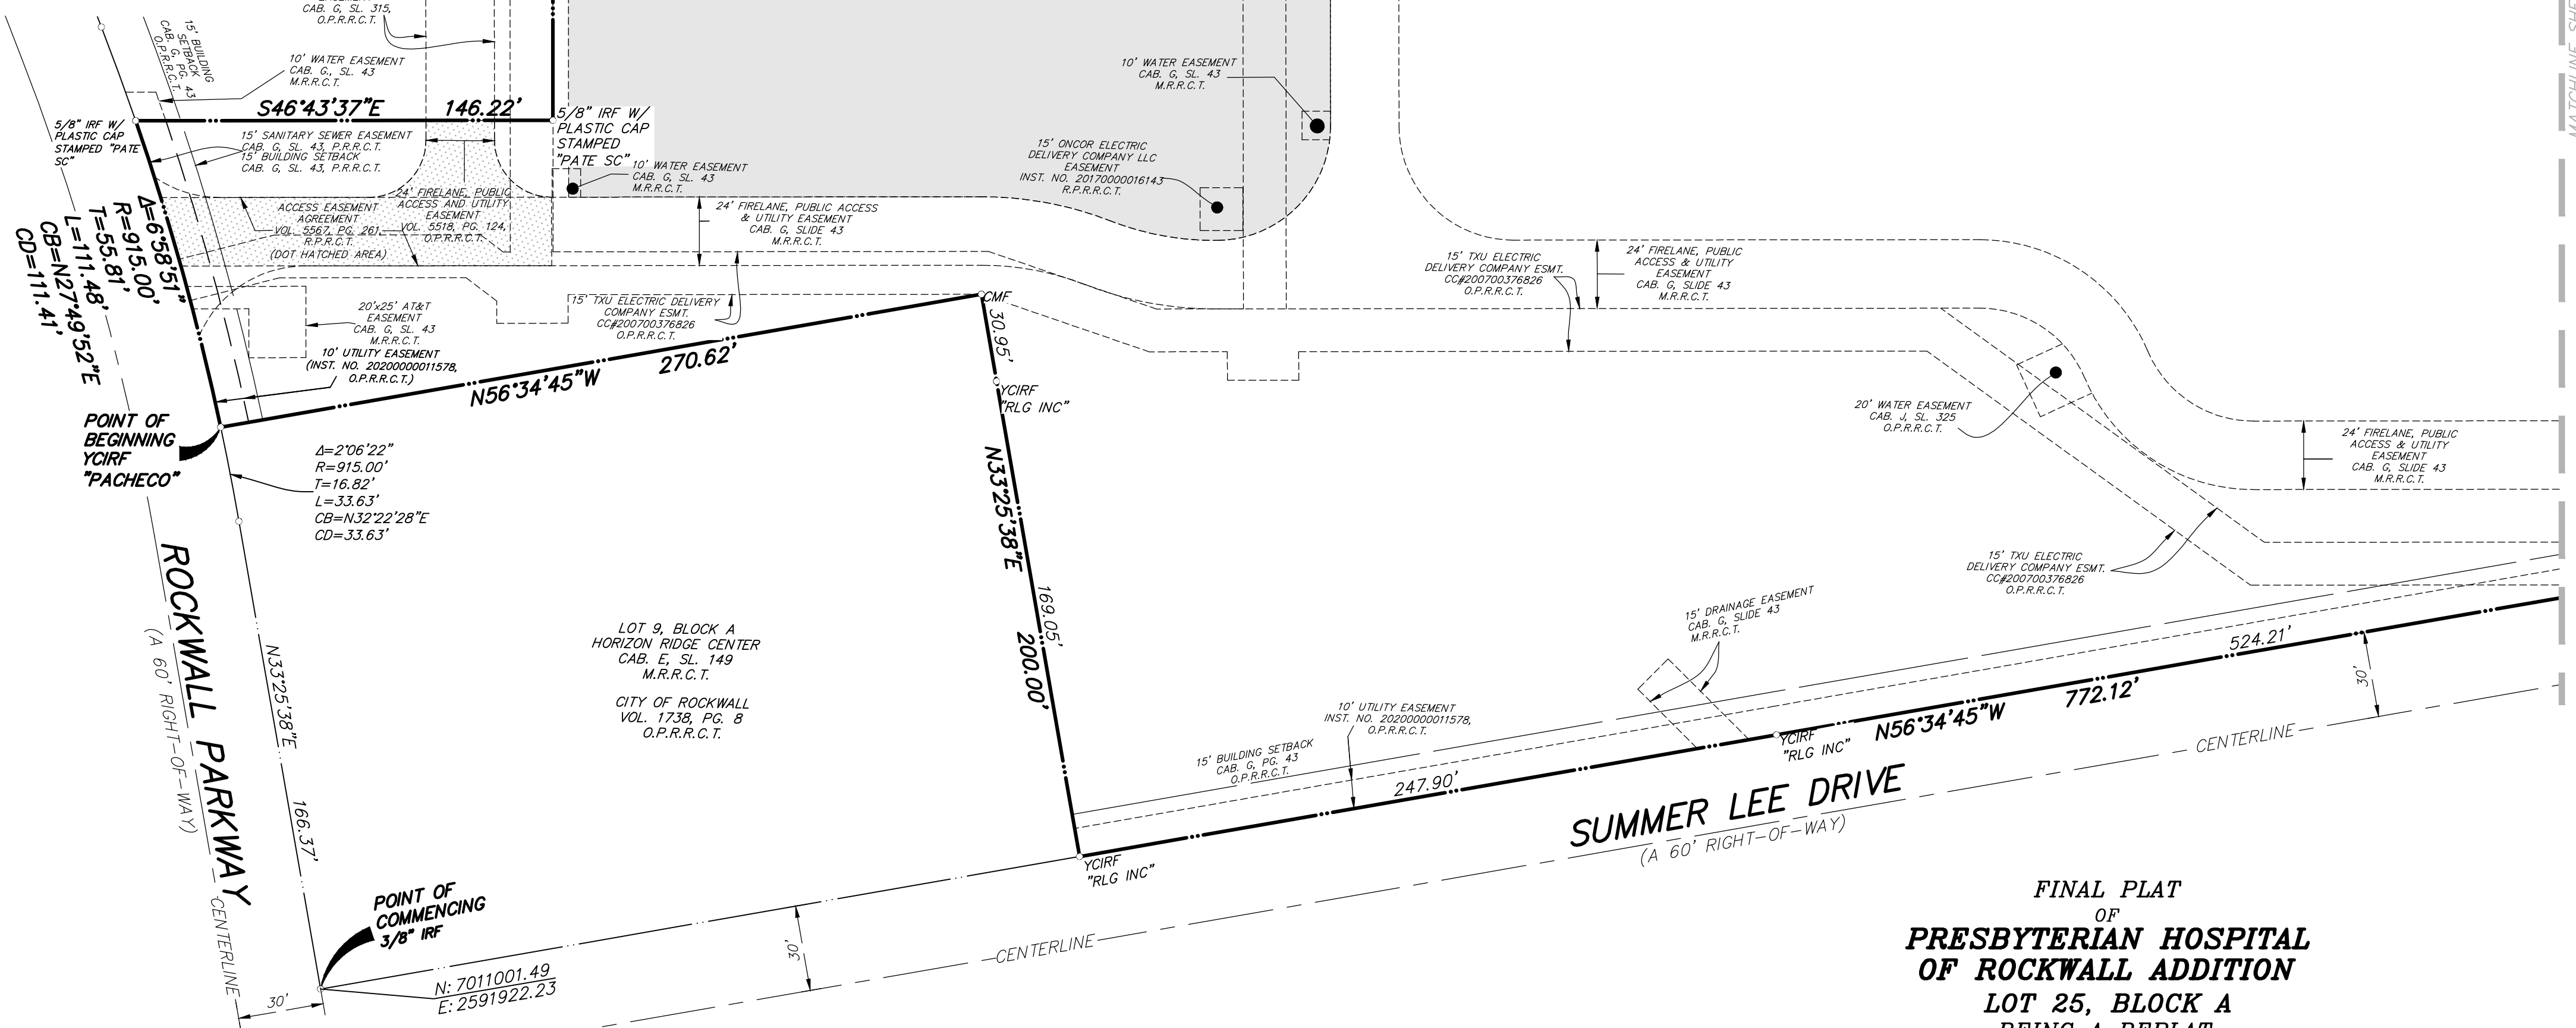 CAB. G, SL. 315,
O.P.R.R.C.T.
15' BUILDING
SETBACK
CAB. G, PG. 43
O.P.R.R.C.T.
10' WATER EASEMENT
CAB. G., SL. 43
M.R.R.C.T.
S46°43'37"E 146.22'
5/8" IRF W/
PLASTIC CAP
STAMPED "PATE
SC"
15' SANITARY SEWER EASEMENT
CAB. G, SL. 43, P.R.R.C.T.
15' BUILDING SETBACK
CAB. G, SL. 43, P.R.R.C.T.
5/8" IRF W/
PLASTIC CAP
STAMPED
"PATE SC"
10' WATER EASEMENT
CAB. G, SL. 43
M.R.R.C.T.
10' WATER EASEMENT
CAB. G, SL. 43
M.R.R.C.T.
15' ONCOR ELECTRIC
DELIVERY COMPANY LLC
EASEMENT
INST. NO. 20170000016143
R.P.R.R.C.T.
MATCHLINE
Δ=6°58'51"
R=915.00'
T=55.81'
L=111.48'
CB=N27°49'52"E
CD=111.41'
ACCESS EASEMENT
AGREEMENT
VOL. 5567, PG. 261,
R.P.R.C.T.
(DOT HATCHED AREA)
24' FIRELANE, PUBLIC
ACCESS AND UTILITY
EASEMENT
VOL. 5518, PG. 124,
O.P.R.R.C.T.
24' FIRELANE, PUBLIC ACCESS
& UTILITY EASEMENT
CAB. G, SLIDE 43
M.R.R.C.T.
15' TXU ELECTRIC
DELIVERY COMPANY ESMT.
CC#200700376826
O.P.R.R.C.T.
24' FIRELANE, PUBLIC
ACCESS & UTILITY
EASEMENT
CAB. G, SLIDE 43
M.R.R.C.T.
20'x25' AT&T
EASEMENT
CAB. G, SL. 43
M.R.R.C.T.
10' UTILITY EASEMENT
(INST. NO. 20200000011578,
O.P.R.R.C.T.)
15' TXU ELECTRIC DELIVERY
COMPANY ESMT.
CC#200700376826
O.P.R.R.C.T.
N56°34'45"W 270.62'
CMF
30.95'
YCIRF
"RLG INC"
POINT OF
BEGINNING
YCIRF
"PACHECO"
Δ=2°06'22"
R=915.00'
T=16.82'
L=33.63'
CB=N32°22'28"E
CD=33.63'
20' WATER EASEMENT
CAB. J, SL. 325
O.P.R.R.C.T.
24' FIRELANE, PUBLIC
ACCESS & UTILITY
EASEMENT
CAB. G, SLIDE 43
M.R.R.C.T.
N33°25'38"E
169.05'
200.00'
15' TXU ELECTRIC
DELIVERY COMPANY ESMT.
CC#200700376826
O.P.R.R.C.T.
ROCKWALL PARKWAY
(A 60' RIGHT-OF-WAY)
N33°25'38"E 166.37'
LOT 9, BLOCK A
HORIZON RIDGE CENTER
CAB. E, SL. 149
M.R.R.C.T.
CITY OF ROCKWALL
VOL. 1738, PG. 8
O.P.R.R.C.T.
15' DRAINAGE EASEMENT
CAB. G, SLIDE 43
M.R.R.C.T.
524.21'
30'
10' UTILITY EASEMENT
INST. NO. 20200000011578,
O.P.R.R.C.T.
15' BUILDING SETBACK
CAB. G, PG. 43
O.P.R.R.C.T.
YCIRF
"RLG INC"
N56°34'45"W 772.12'
CENTERLINE
247.90'
SUMMER LEE DRIVE
(A 60' RIGHT-OF-WAY)
YCIRF
"RLG INC"
POINT OF
COMMENCING
3/8" IRF
CENTERLINE
30'
30'
CENTERLINE
N: 7011001.49
E: 2591922.23
FINAL PLAT
OF
PRESBYTERIAN HOSPITAL
OF ROCKWALL ADDITION
LOT 25, BLOCK A
BEING A REPLAT